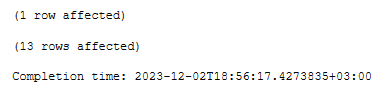 (1 row affected)
(13 rows affected)
Completion time: 2023-12-02T18:56:17.4273835+03:00